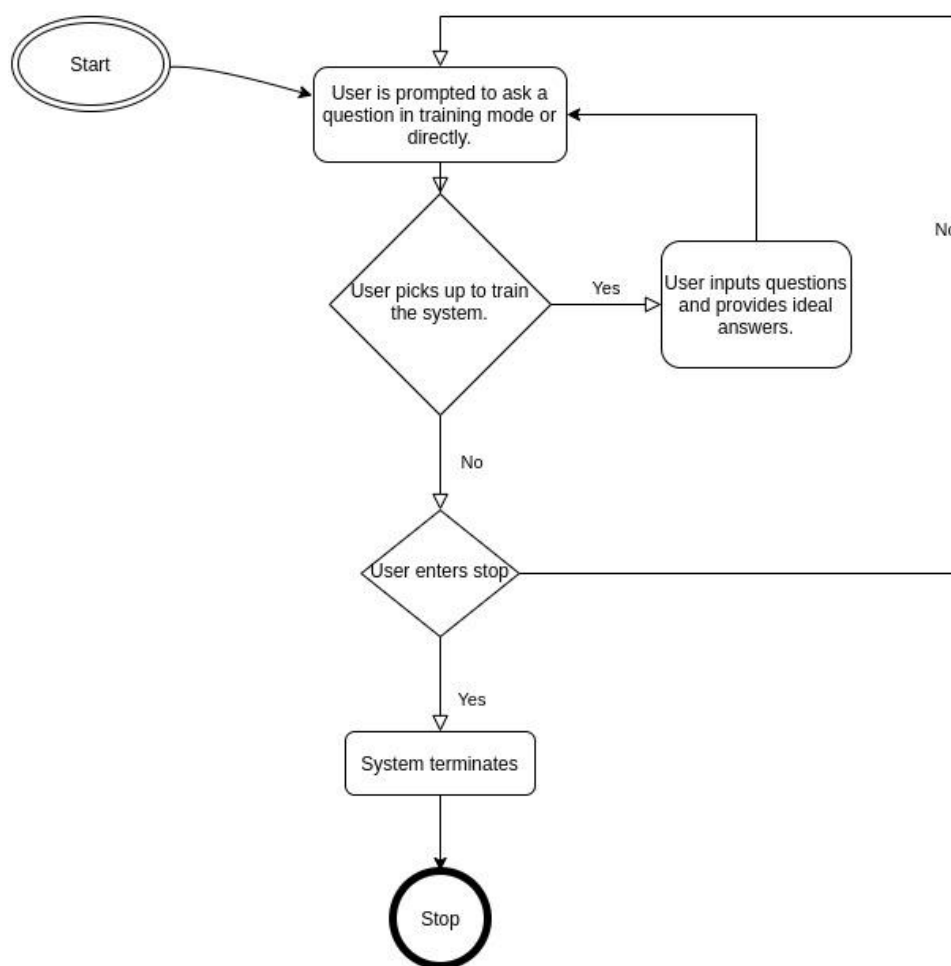 Start
User is prompted to ask a
question in training mode or
directly.
User picks up to train
the system.
Yes
User inputs questions
and provides ideal
answers.
No
No
User enters stop
Yes
System terminates
Stop